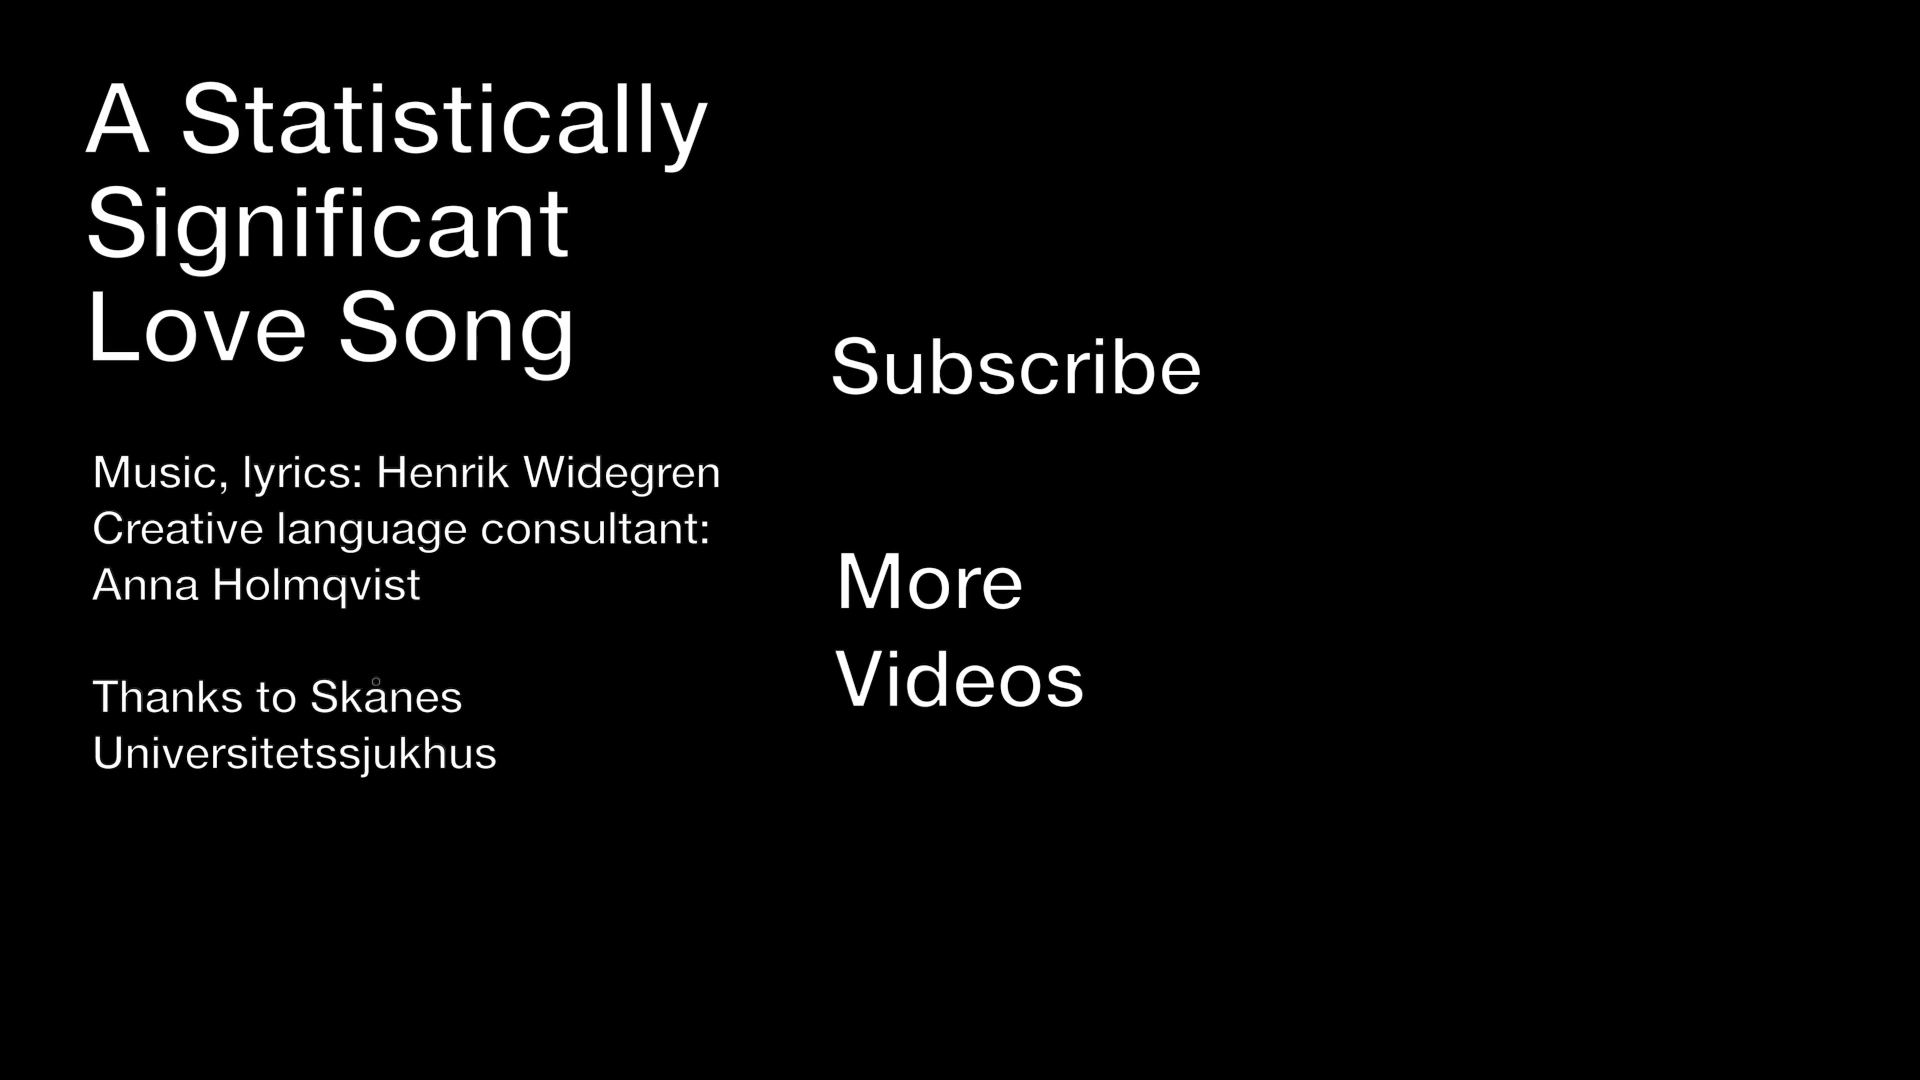 A Statistically
Significant
Love Song
Music, lyrics: Henrik Widegren
Creative language consultant:
Anna Holmqvist
Thanks to Skånes
Universitetssjukhus
Subscribe
More
Videos